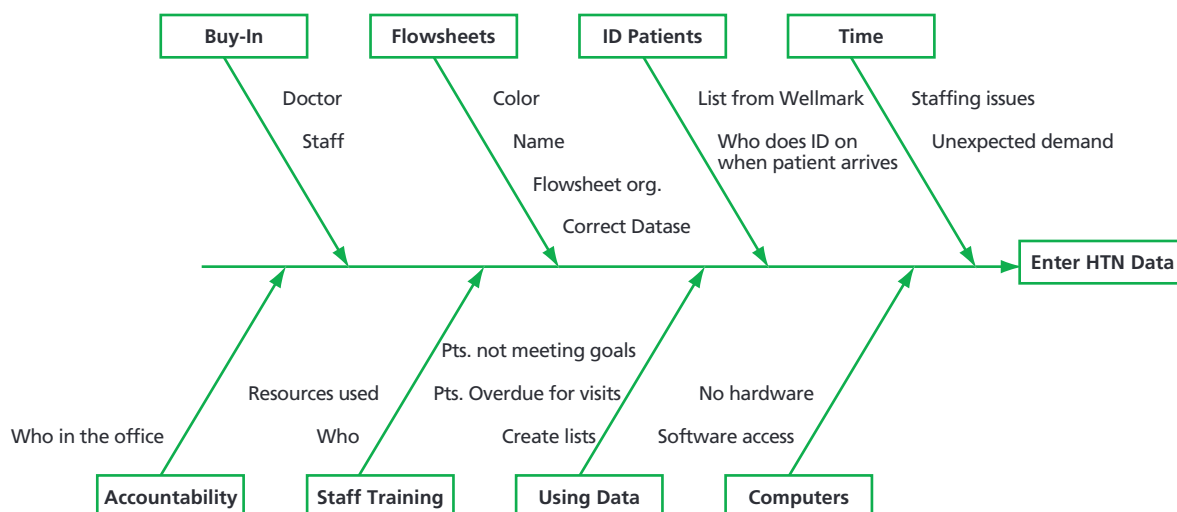 Buy-In
Flowsheets
ID Patients
Time
Doctor
Staff
Color
Name
Flowsheet org.
Correct Datase
List from Wellmark
Who does ID on
when patient arrives
Staffing issues
Unexpected demand
Enter HTN Data
Who in the office
Resources used
Who
Pts. not meeting goals
Pts. Overdue for visits
Create lists
No hardware
Software access
Accountability
Staff Training
Using Data
Computers